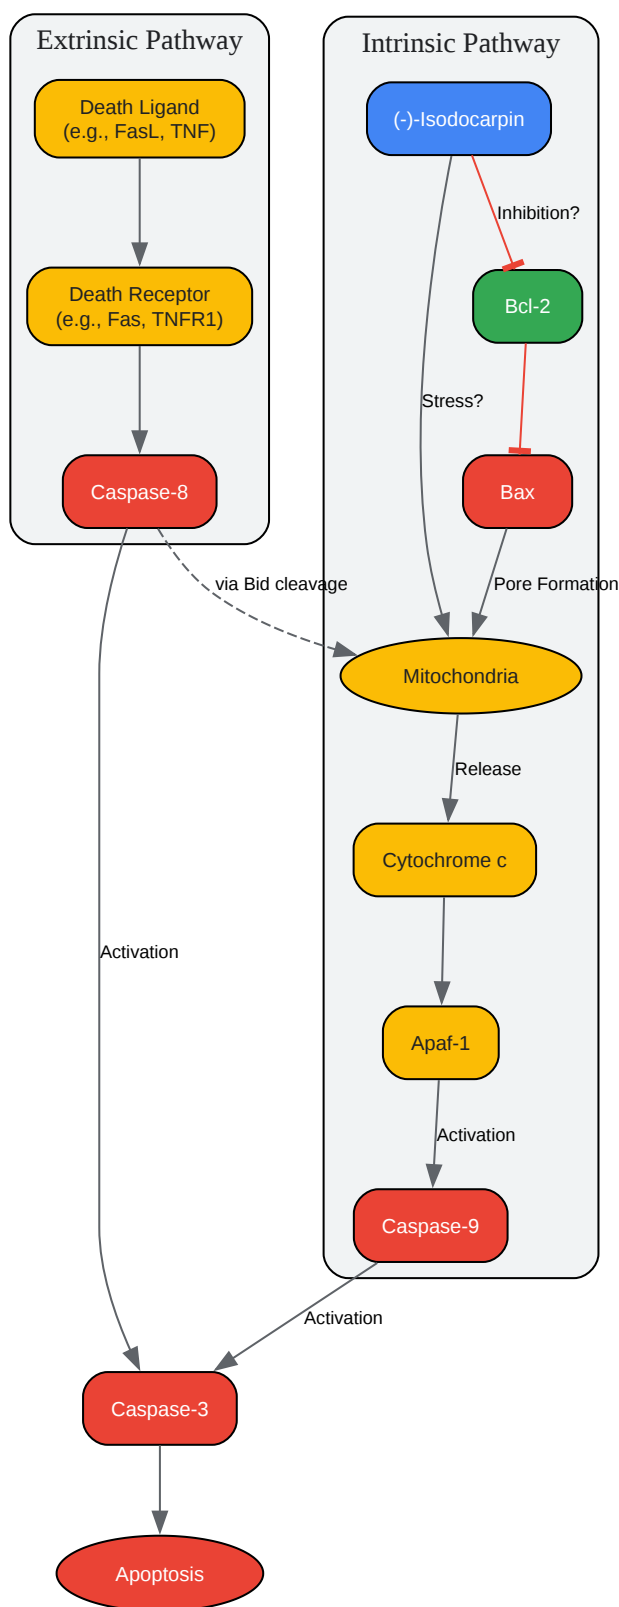 Extrinsic Pathway
Death Ligand
(e.g., FasL, TNF)
Death Receptor
(e.g., Fas, TNFR1)
Caspase-8
via Bid cleavage
Activation
Intrinsic Pathway
(-)-Isodocarpin
Inhibition?
Bcl-2
Stress?
Bax
Pore Formation
Mitochondria
Release
Cytochrome c
Apaf-1
Activation
Caspase-9
Activation
Caspase-3
Apoptosis